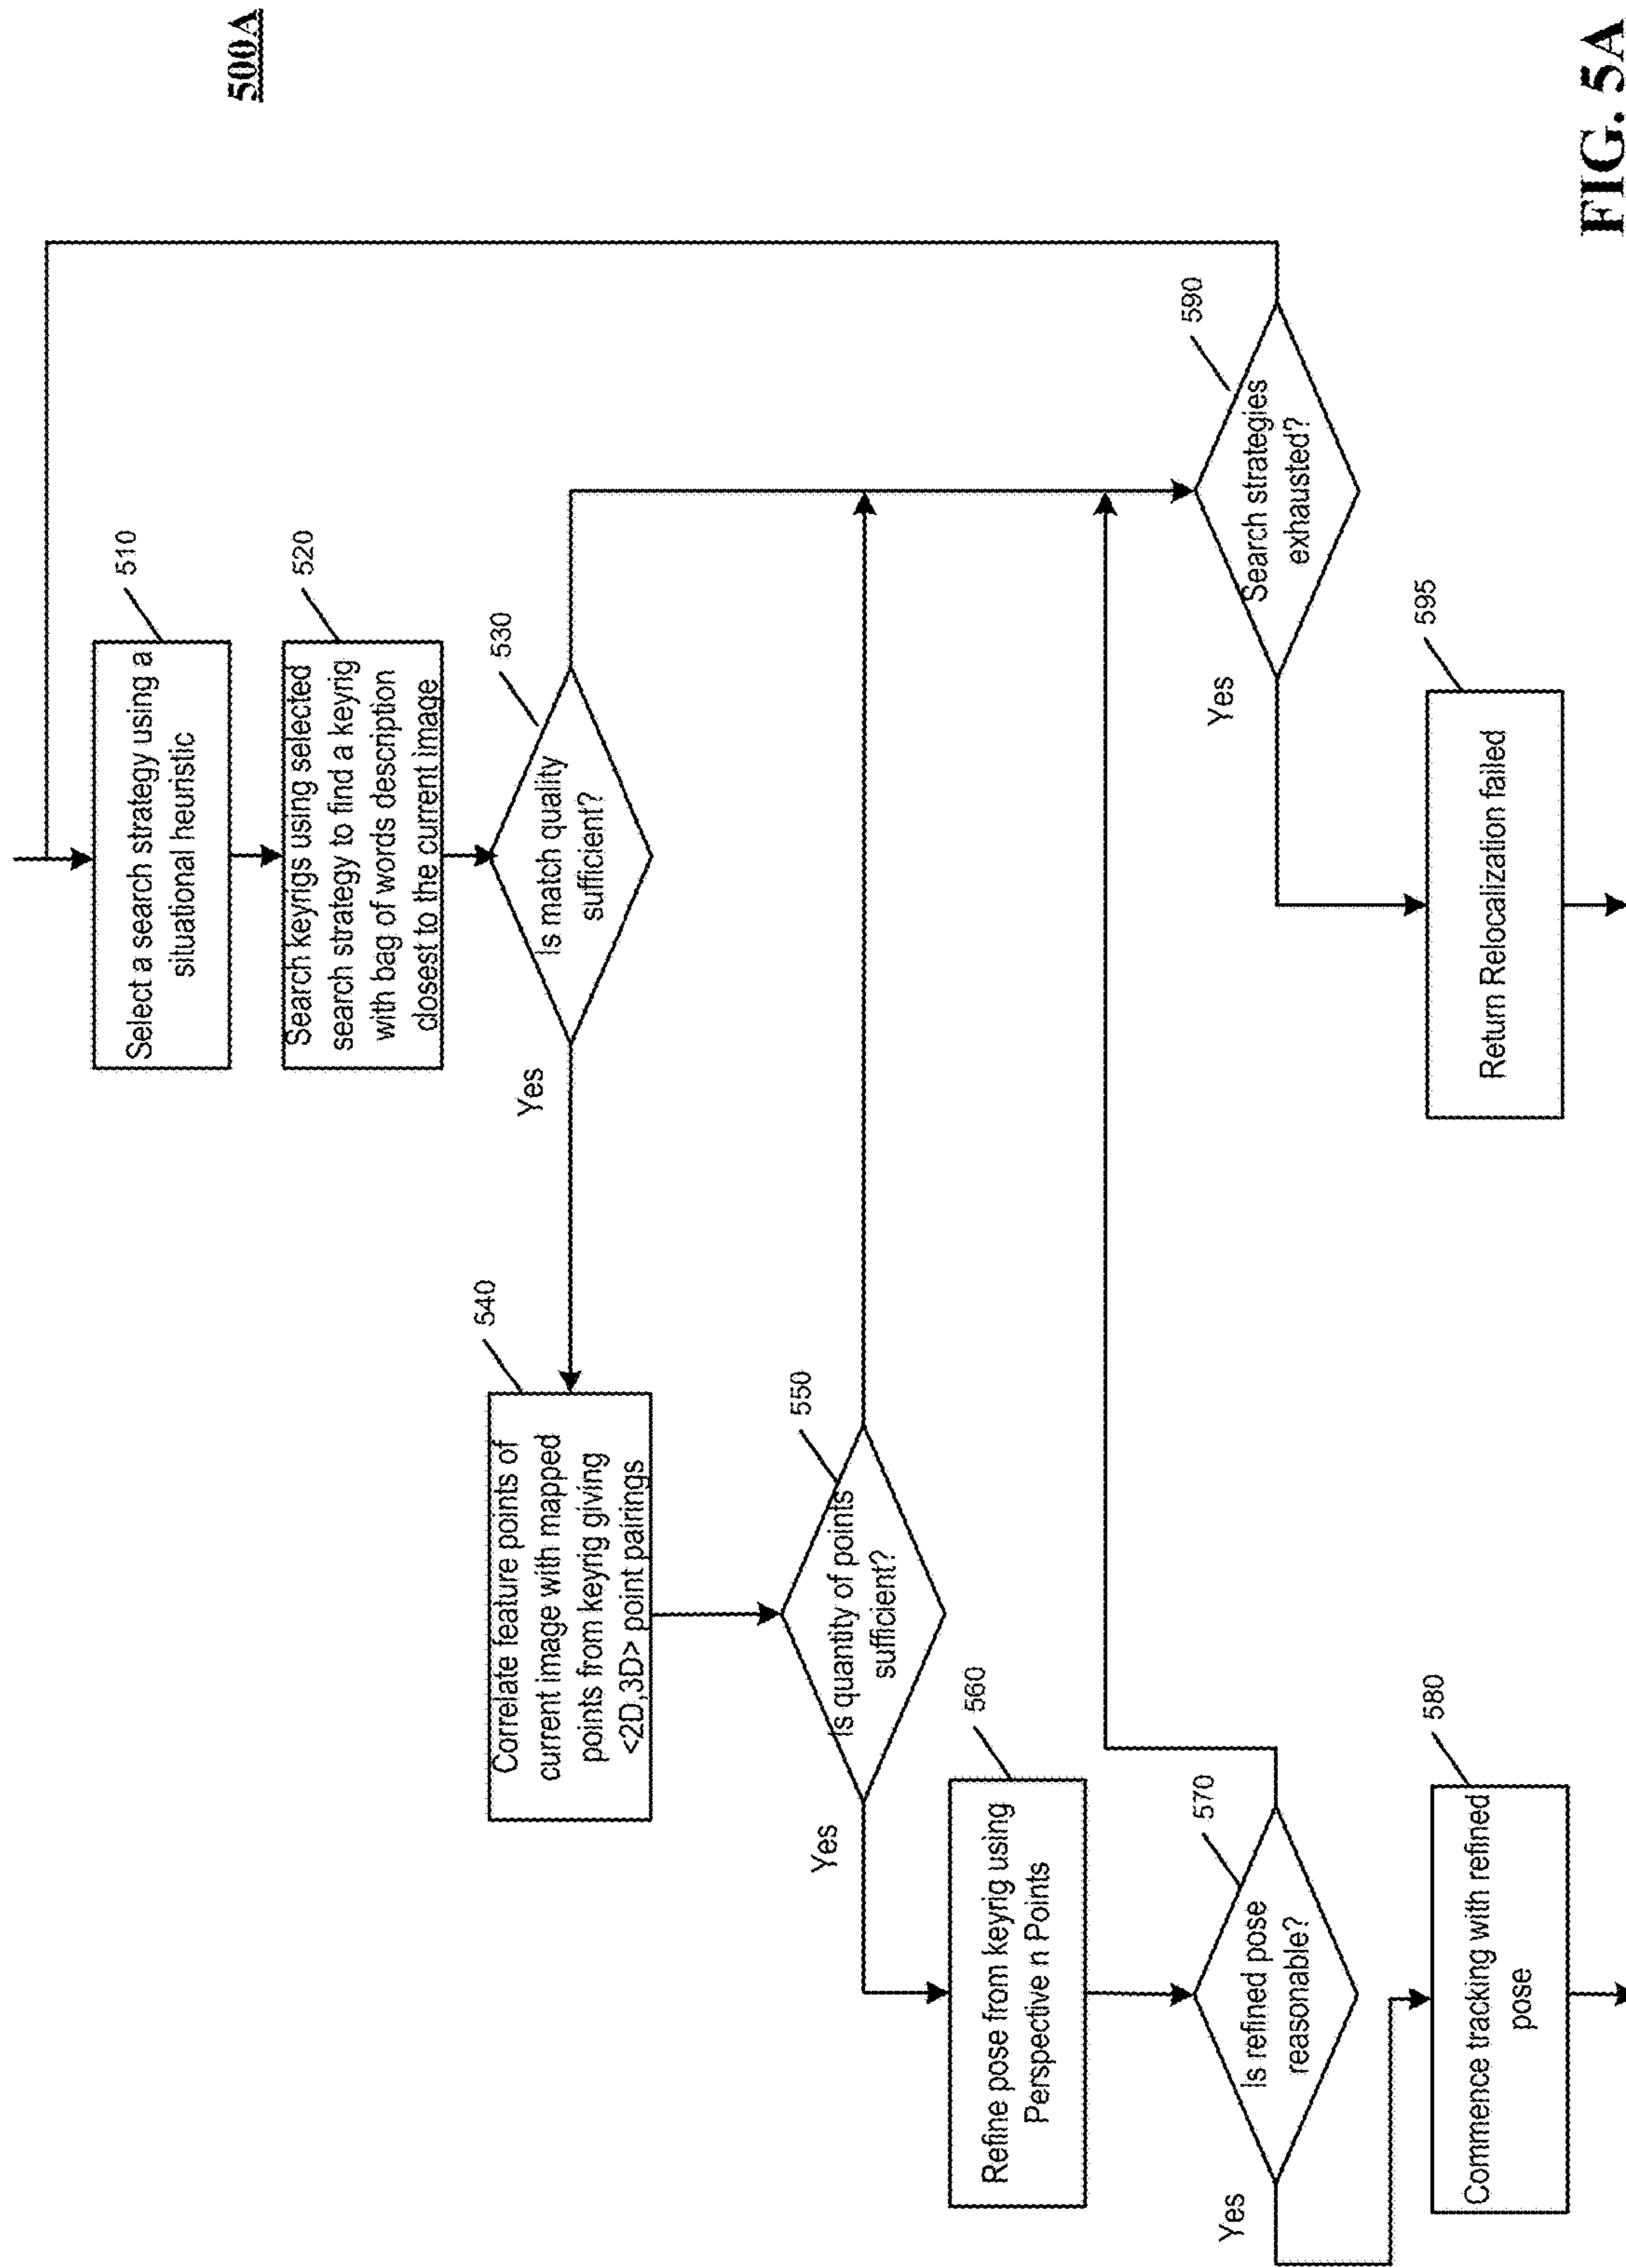 500A
510
Select a search strategy using a
situational heuristic
520
Search keyrigs using selected
search strategy to find a keyrig
with bag of words description
closest to the current image
530
Is match quality
sufficient?
Yes
540
Correlate feature points of
current image with mapped
points from keyrig giving
<2D,3D> point pairings
550
Is quantity of points
sufficient?
Yes
560
Refine pose from keyrig using
Perspective n Points
570
Is refined pose
reasonable?
Yes
580
Commence tracking with refined
pose
590
Search strategies
exhausted?
Yes
595
Return Relocalization failed
FIG. 5A